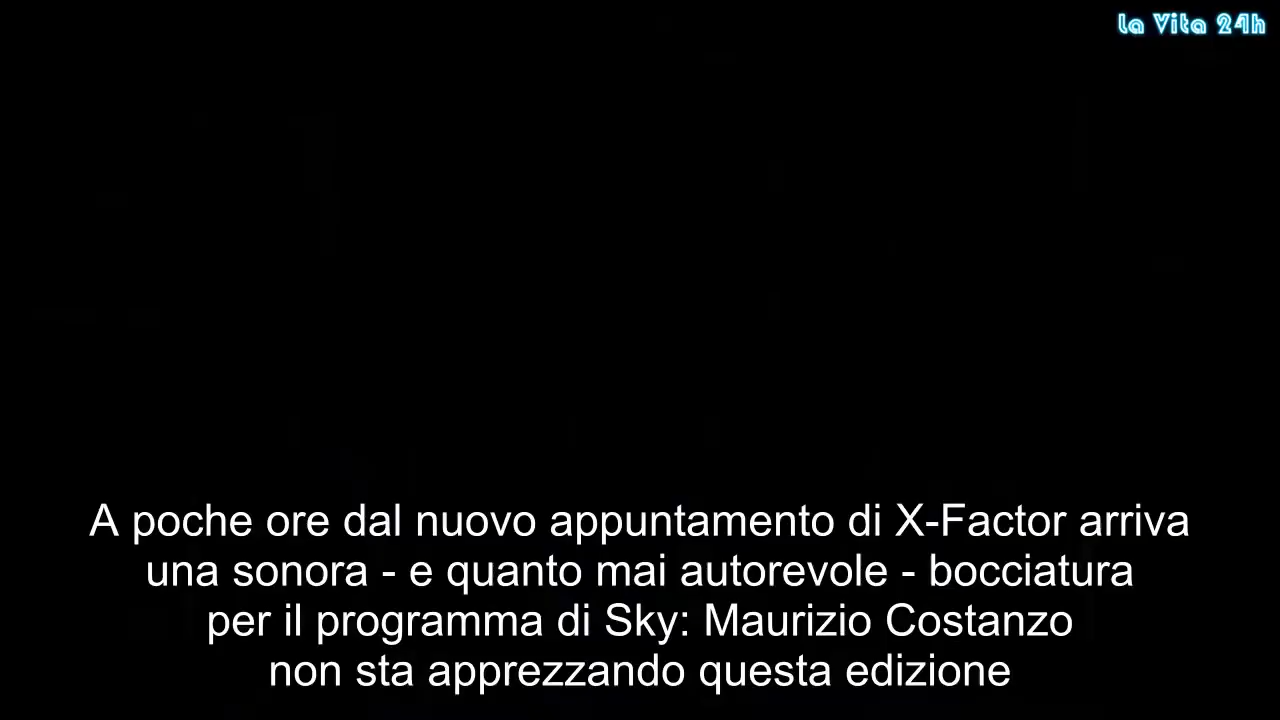 La Vita 24h
A poche ore dal nuovo appuntamento di X-Factor arriva
una sonora - e quanto mai autorevole - bocciatura
per il programma di Sky: Maurizio Costanzo
non sta apprezzando questa edizione